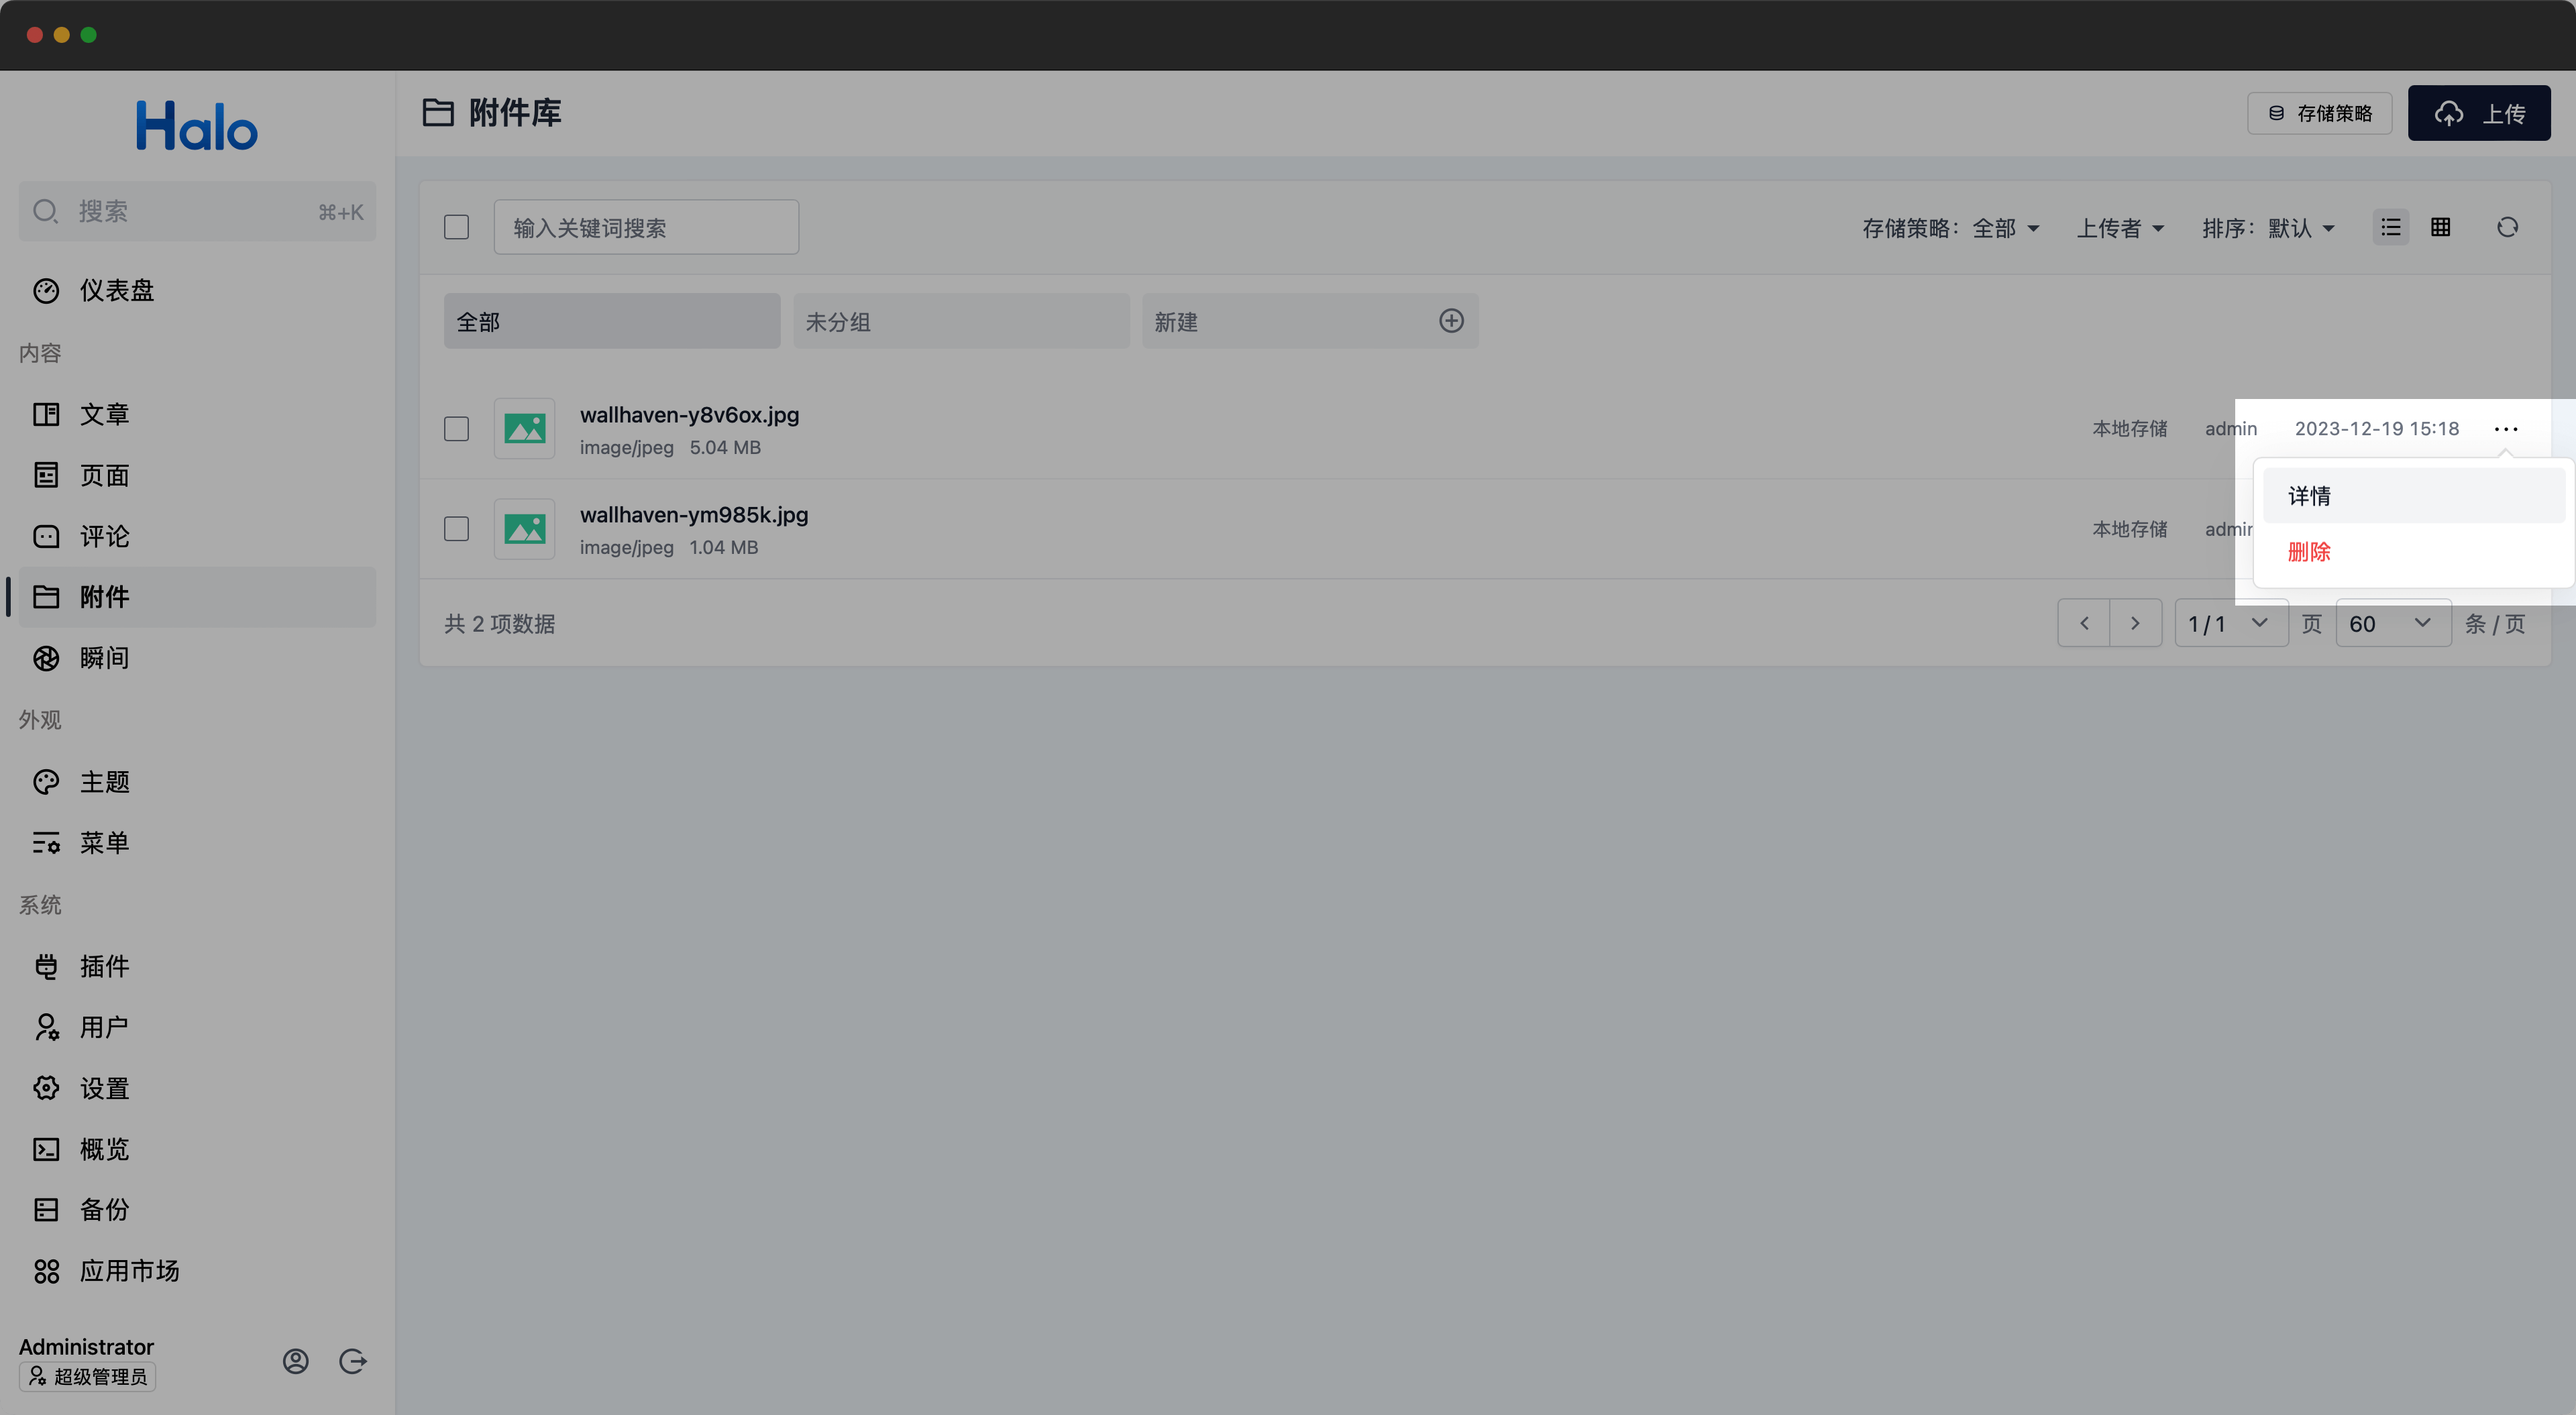 Halo
搜索 ⌘+K
仪表盘
内容
文章
页面
评论
附件
瞬间
外观
主题
菜单
系统
插件
用户
设置
概览
备份
应用市场
Administrator
超级管理员
附件库
存储策略 上传
输入关键词搜索 存储策略：全部 上传者 排序：默认
全部 未分组 新建
wallhaven-y8v6ox.jpg
image/jpeg 5.04 MB
本地存储 admin 2023-12-19 15:18
详情
删除
wallhaven-ym985k.jpg
image/jpeg 1.04 MB
本地存储 admin
共 2 项数据 1 / 1 页 60 条 / 页